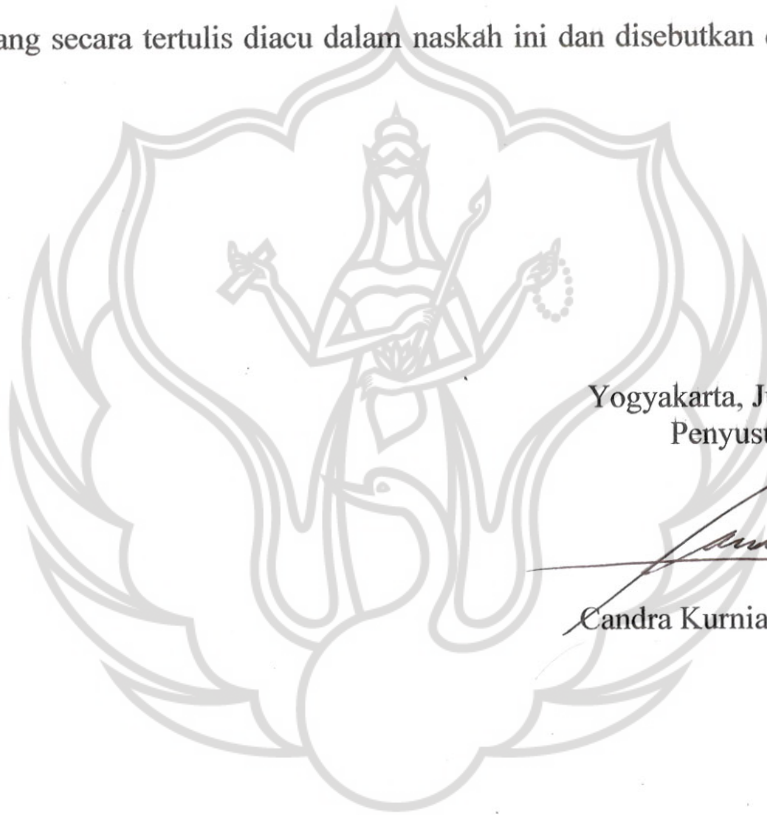 ang secara tertulis diacu dalam naskah ini dan disebutkan
Yogyakarta, J
Penyus
Candra Kurnia